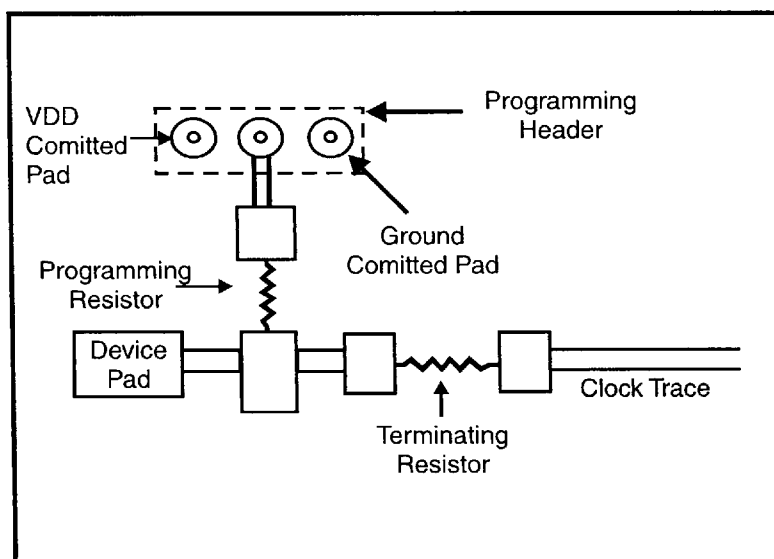 VDD
Comitted
Pad
Programming
Header
Ground
Comitted Pad
Programming
Resistor
Device
Pad
Clock Trace
Terminating
Resistor